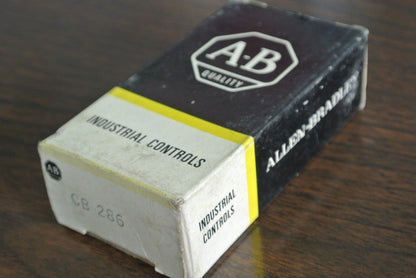 A-B
QUALITY
ALLEN-BRADLEY
INDUSTRIAL CONTROLS
INDUSTRIAL
CONTROLS
AB
CB 286